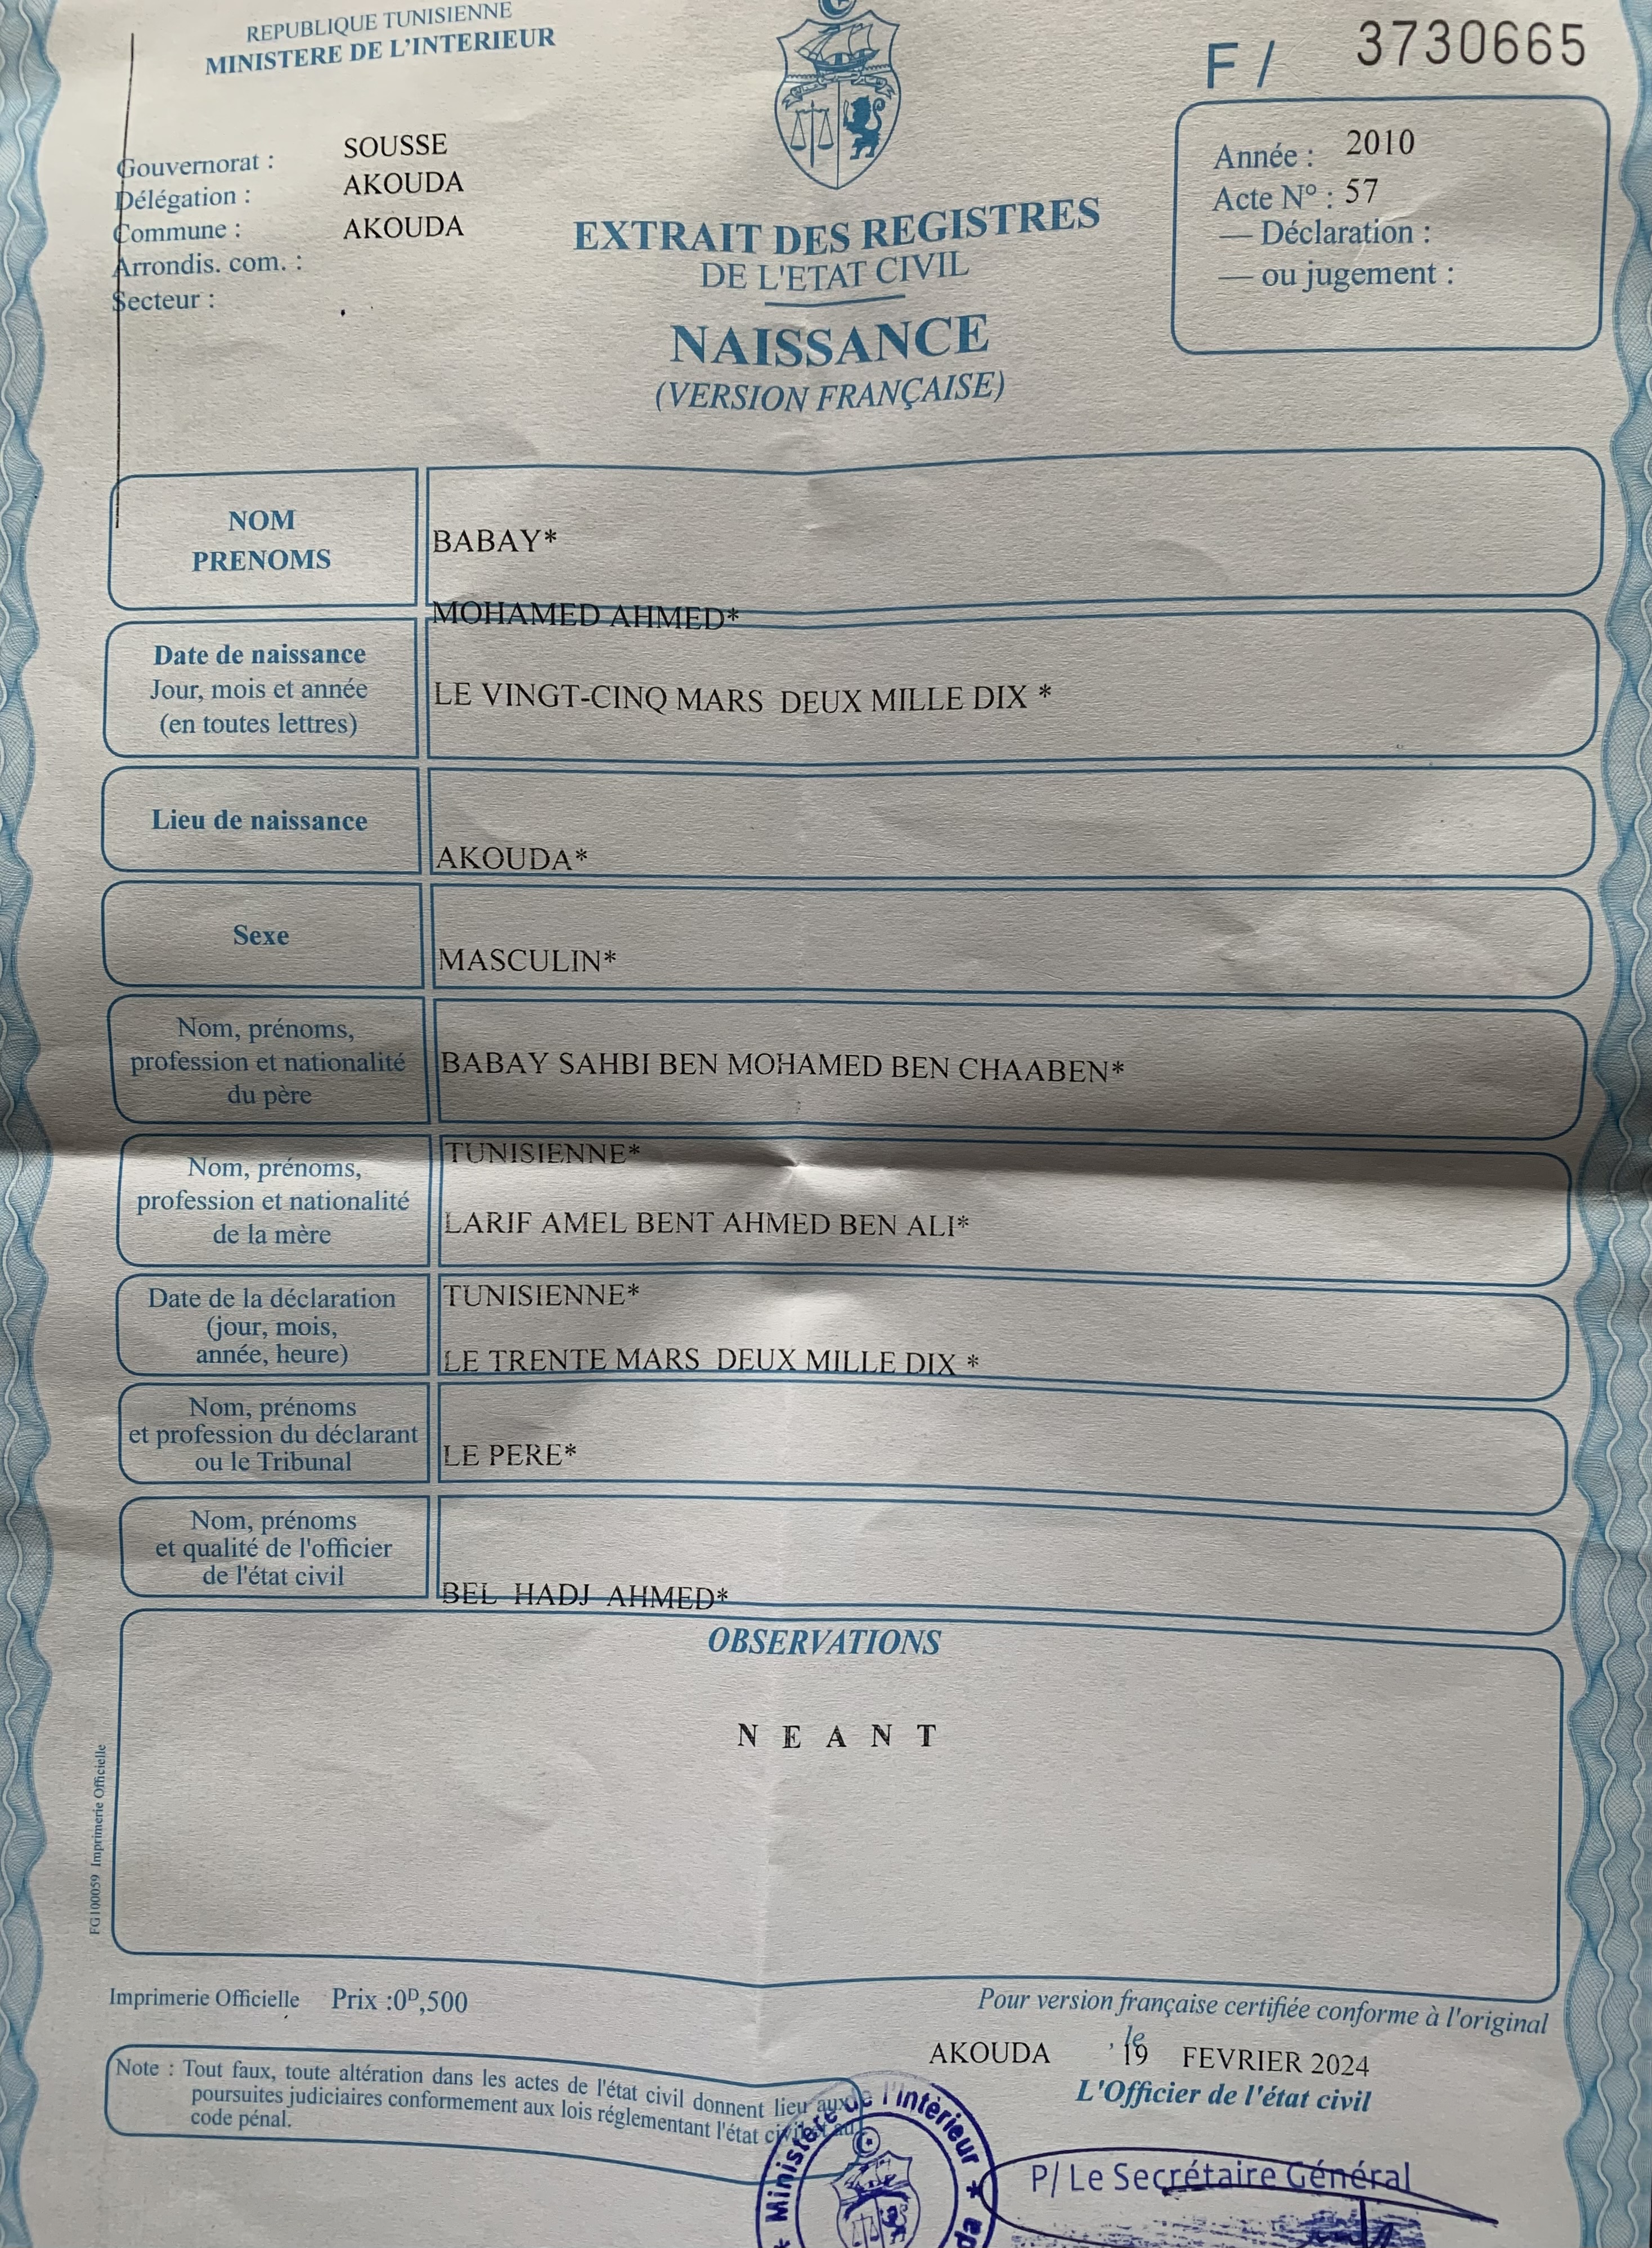 REPUBLIQUE TUNISIENNE
MINISTERE DE L'INTERIEUR
F / 3730665
Gouvernorat : SOUSSE
Délégation : AKOUDA
Commune : AKOUDA
Arrondis. com. :
Secteur :
Année : 2010
Acte N° : 57
— Déclaration :
— ou jugement :
EXTRAIT DES REGISTRES
DE L'ETAT CIVIL
NAISSANCE
(VERSION FRANÇAISE)
NOM
PRENOMS
BABAY*
MOHAMED AHMED*
Date de naissance
Jour, mois et année
(en toutes lettres)
LE VINGT-CINQ MARS DEUX MILLE DIX *
Lieu de naissance
AKOUDA*
Sexe
MASCULIN*
Nom, prénoms,
profession et nationalité
du père
BABAY SAHBI BEN MOHAMED BEN CHAABEN*
TUNISIENNE*
Nom, prénoms,
profession et nationalité
de la mère
LARIF AMEL BENT AHMED BEN ALI*
TUNISIENNE*
Date de la déclaration
(jour, mois,
année, heure)
LE TRENTE MARS DEUX MILLE DIX *
Nom, prénoms
et profession du déclarant
ou le Tribunal
LE PERE*
Nom, prénoms
et qualité de l'officier
de l'état civil
BEL HADJ AHMED*
OBSERVATIONS
N E A N T
FG100059 Imprimerie Officielle
Imprimerie Officielle Prix :0ᴰ,500
Pour version française certifiée conforme à l'original
AKOUDA , le 19 FEVRIER 2024
L'Officier de l'état civil
Note : Tout faux, toute altération dans les actes de l'état civil donnent lieu aux
poursuites judiciaires conformement aux lois réglementant l'état civil et au
code pénal.
* Ministère de l'Intérieur *
P/ Le Secrétaire Général